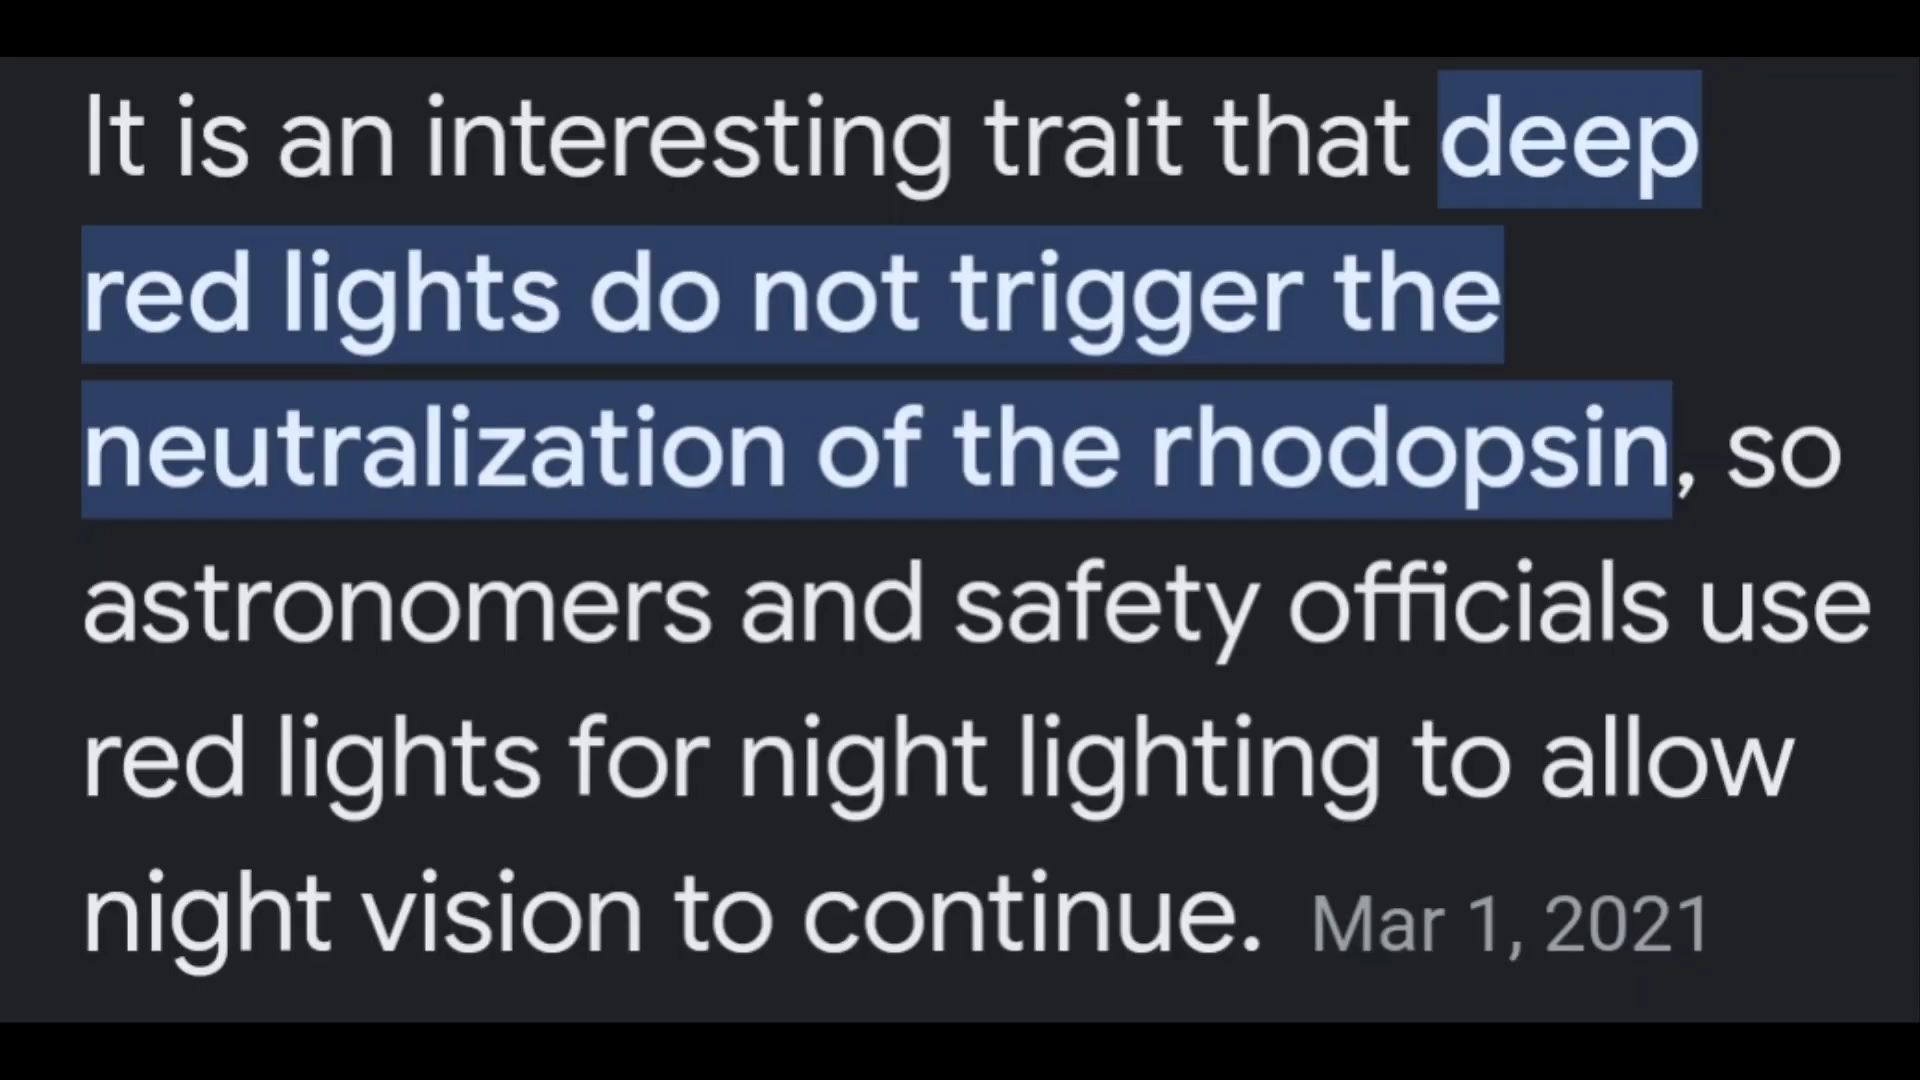 It is an interesting trait that deep
red lights do not trigger the
neutralization of the rhodopsin, so
astronomers and safety officials use
red lights for night lighting to allow
night vision to continue. Mar 1, 2021